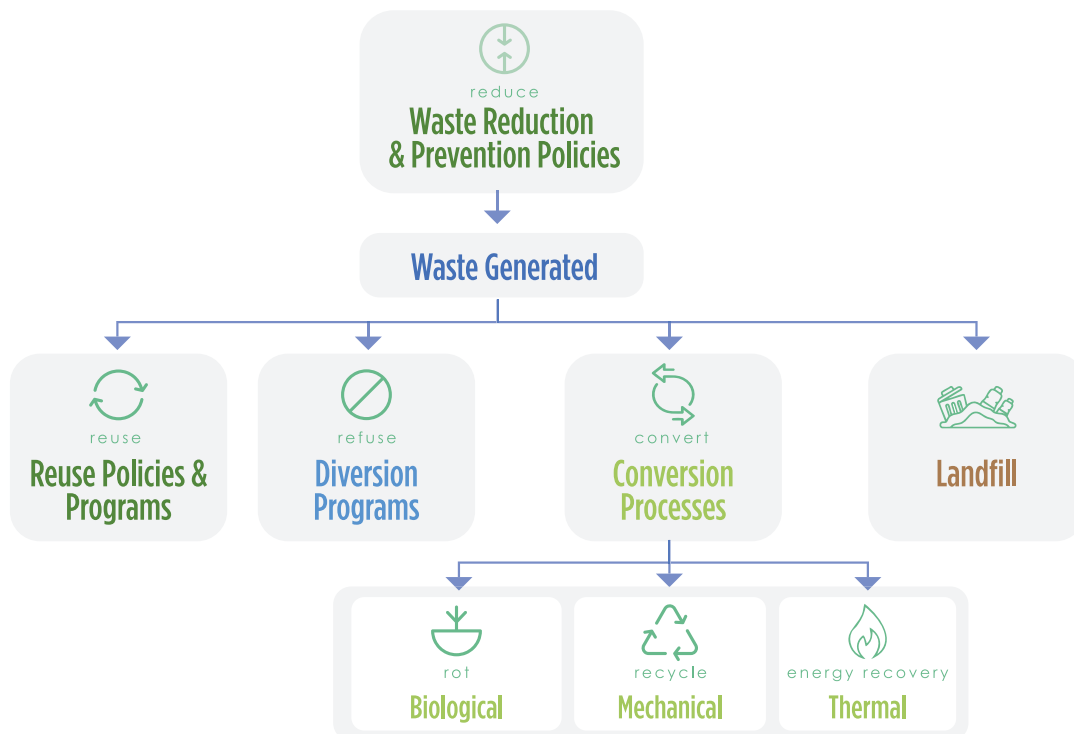 reduce
Waste Reduction
& Prevention Policies
Waste Generated
reuse
Reuse Policies &
Programs
refuse
Diversion
Programs
convert
Conversion
Processes
Landfill
rot
Biological
recycle
Mechanical
energy recovery
Thermal